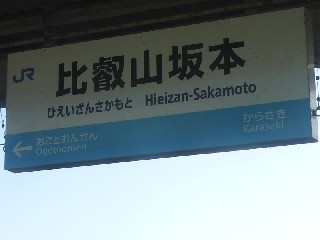 JR 比叡山坂本
ひえいざんさかもと Hieizan-Sakamoto
おごとおんせん からさき
Ogotoonsen Karasaki